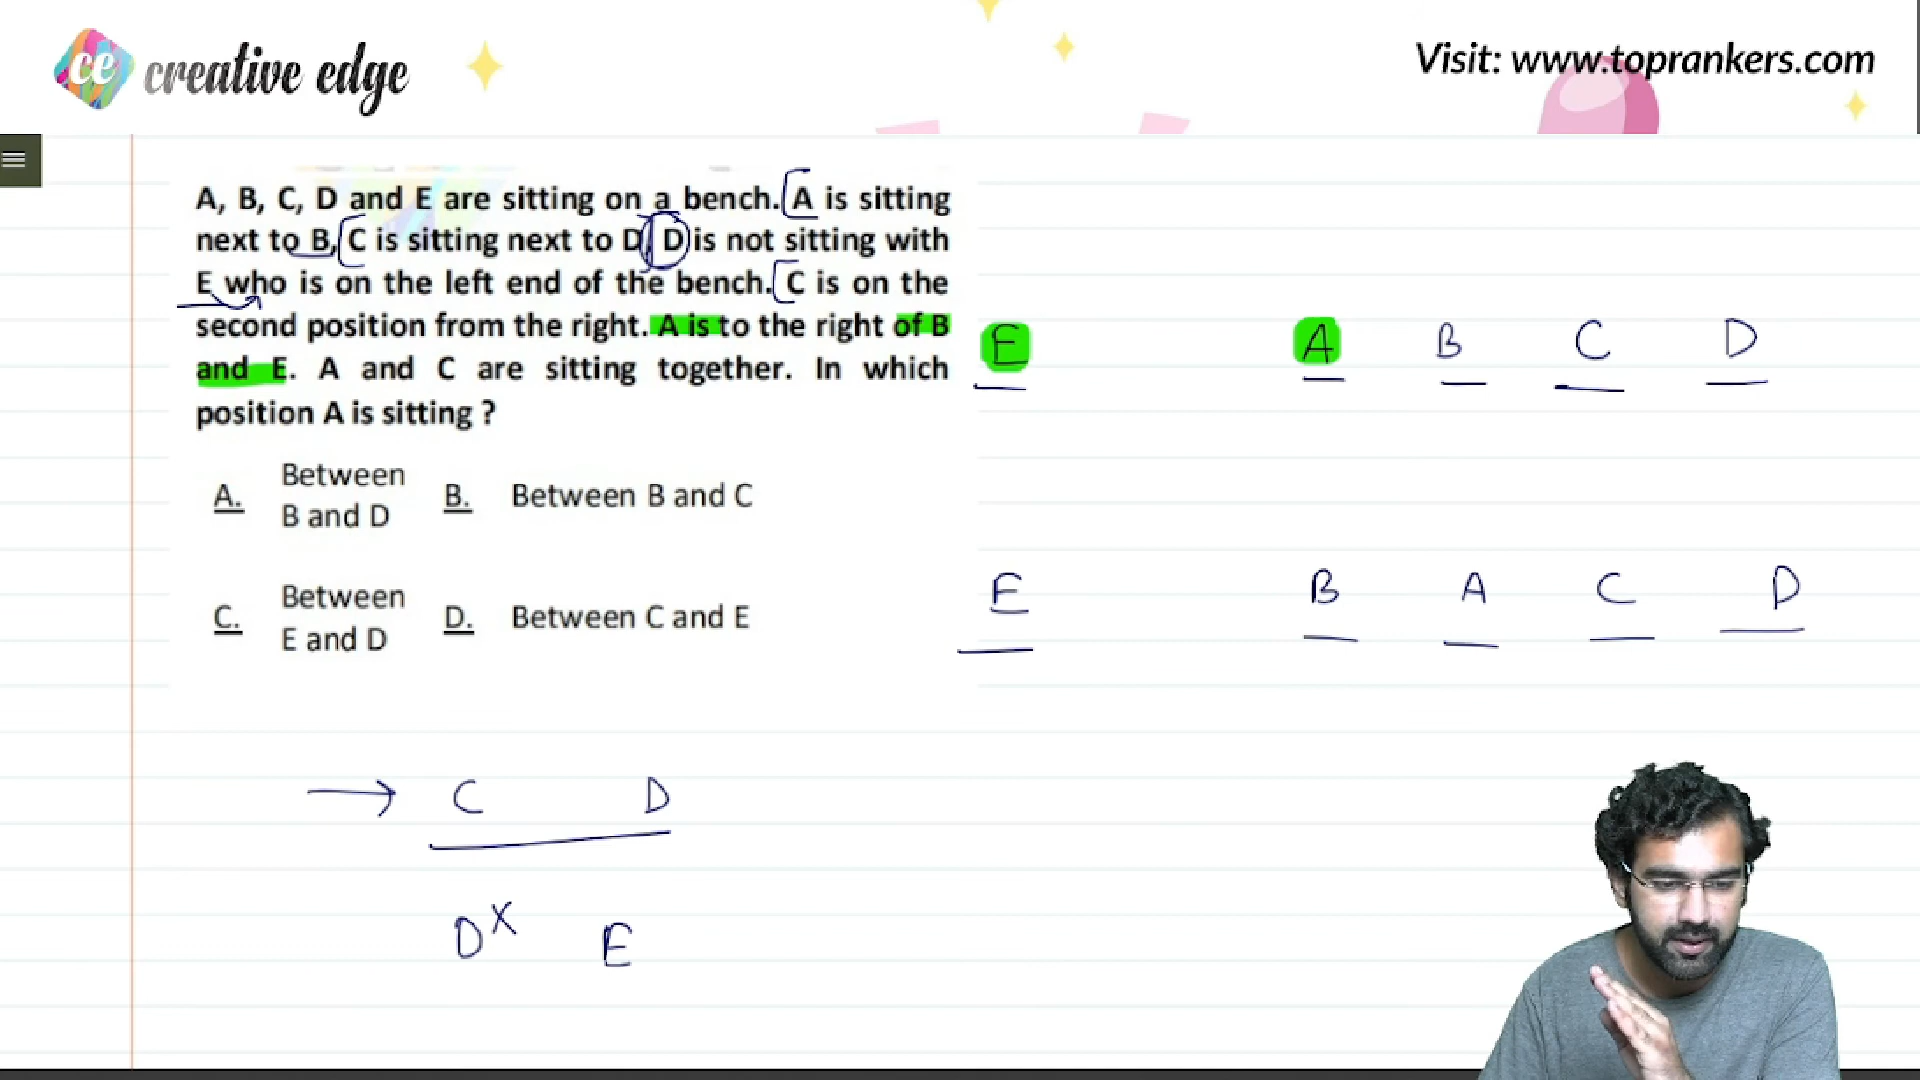 ce creative edge
Visit: www.toprankers.com
A, B, C, D and E are sitting on a bench. A is sitting
next to B, C is sitting next to D, D is not sitting with
E who is on the left end of the bench. C is on the
second position from the right. A is to the right of B
and E. A and C are sitting together. In which
position A is sitting ?
A. Between B and D
B. Between B and C
C. Between E and D
D. Between C and E
E A B C D
E B A C D
→ C D
D X E